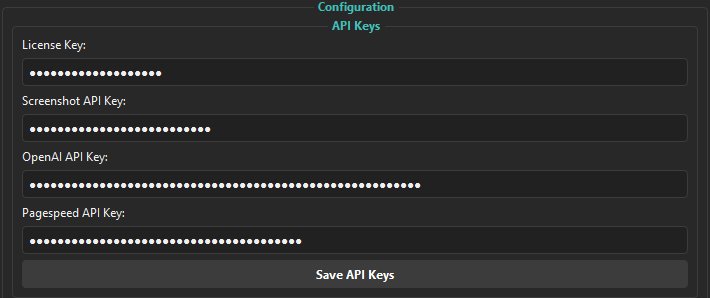 Configuration
API Keys
License Key:
●●●●●●●●●●●●●●●●●●●
Screenshot API Key:
●●●●●●●●●●●●●●●●●●●●●●●●●●
OpenAI API Key:
●●●●●●●●●●●●●●●●●●●●●●●●●●●●●●●●●●●●●●●●●●●●●●●●●●●●●●●●
Pagespeed API Key:
●●●●●●●●●●●●●●●●●●●●●●●●●●●●●●●●●●●●●●●
Save API Keys